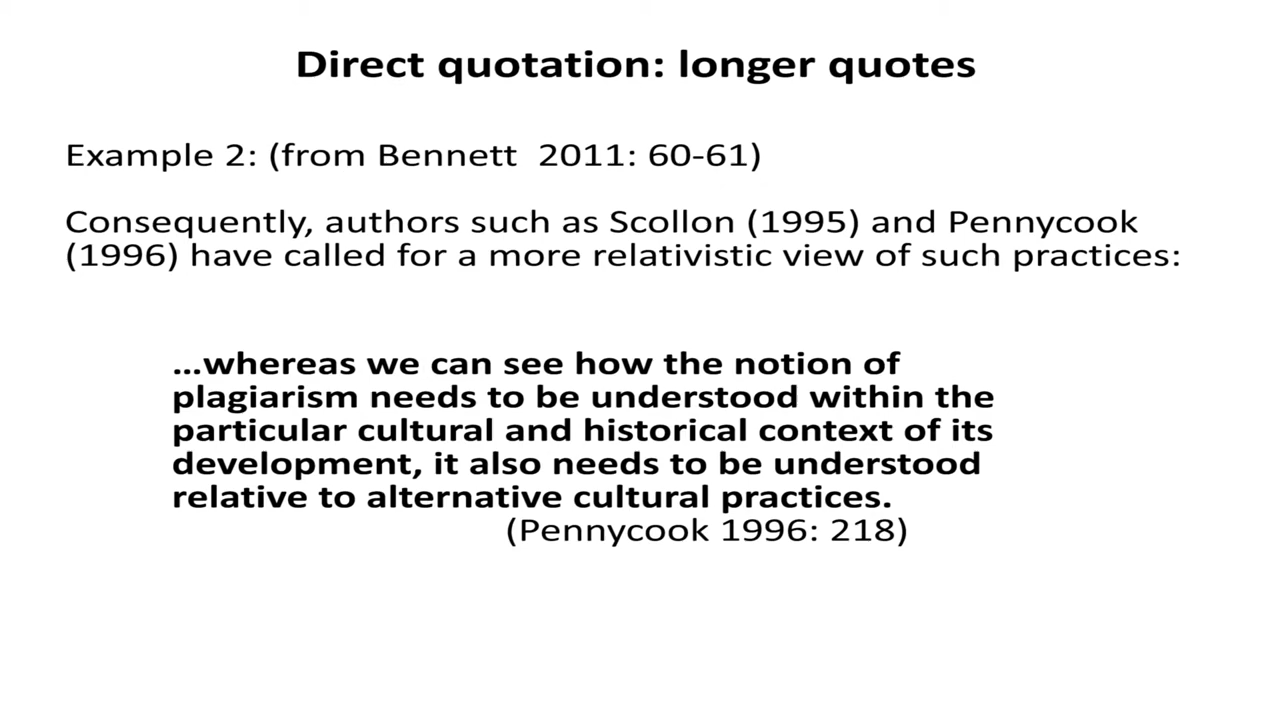 Direct quotation: longer quotes
Example 2: (from Bennett  2011: 60-61)
Consequently, authors such as Scollon (1995) and Pennycook
(1996) have called for a more relativistic view of such practices:
…whereas we can see how the notion of
plagiarism needs to be understood within the
particular cultural and historical context of its
development, it also needs to be understood
relative to alternative cultural practices.
(Pennycook 1996: 218)